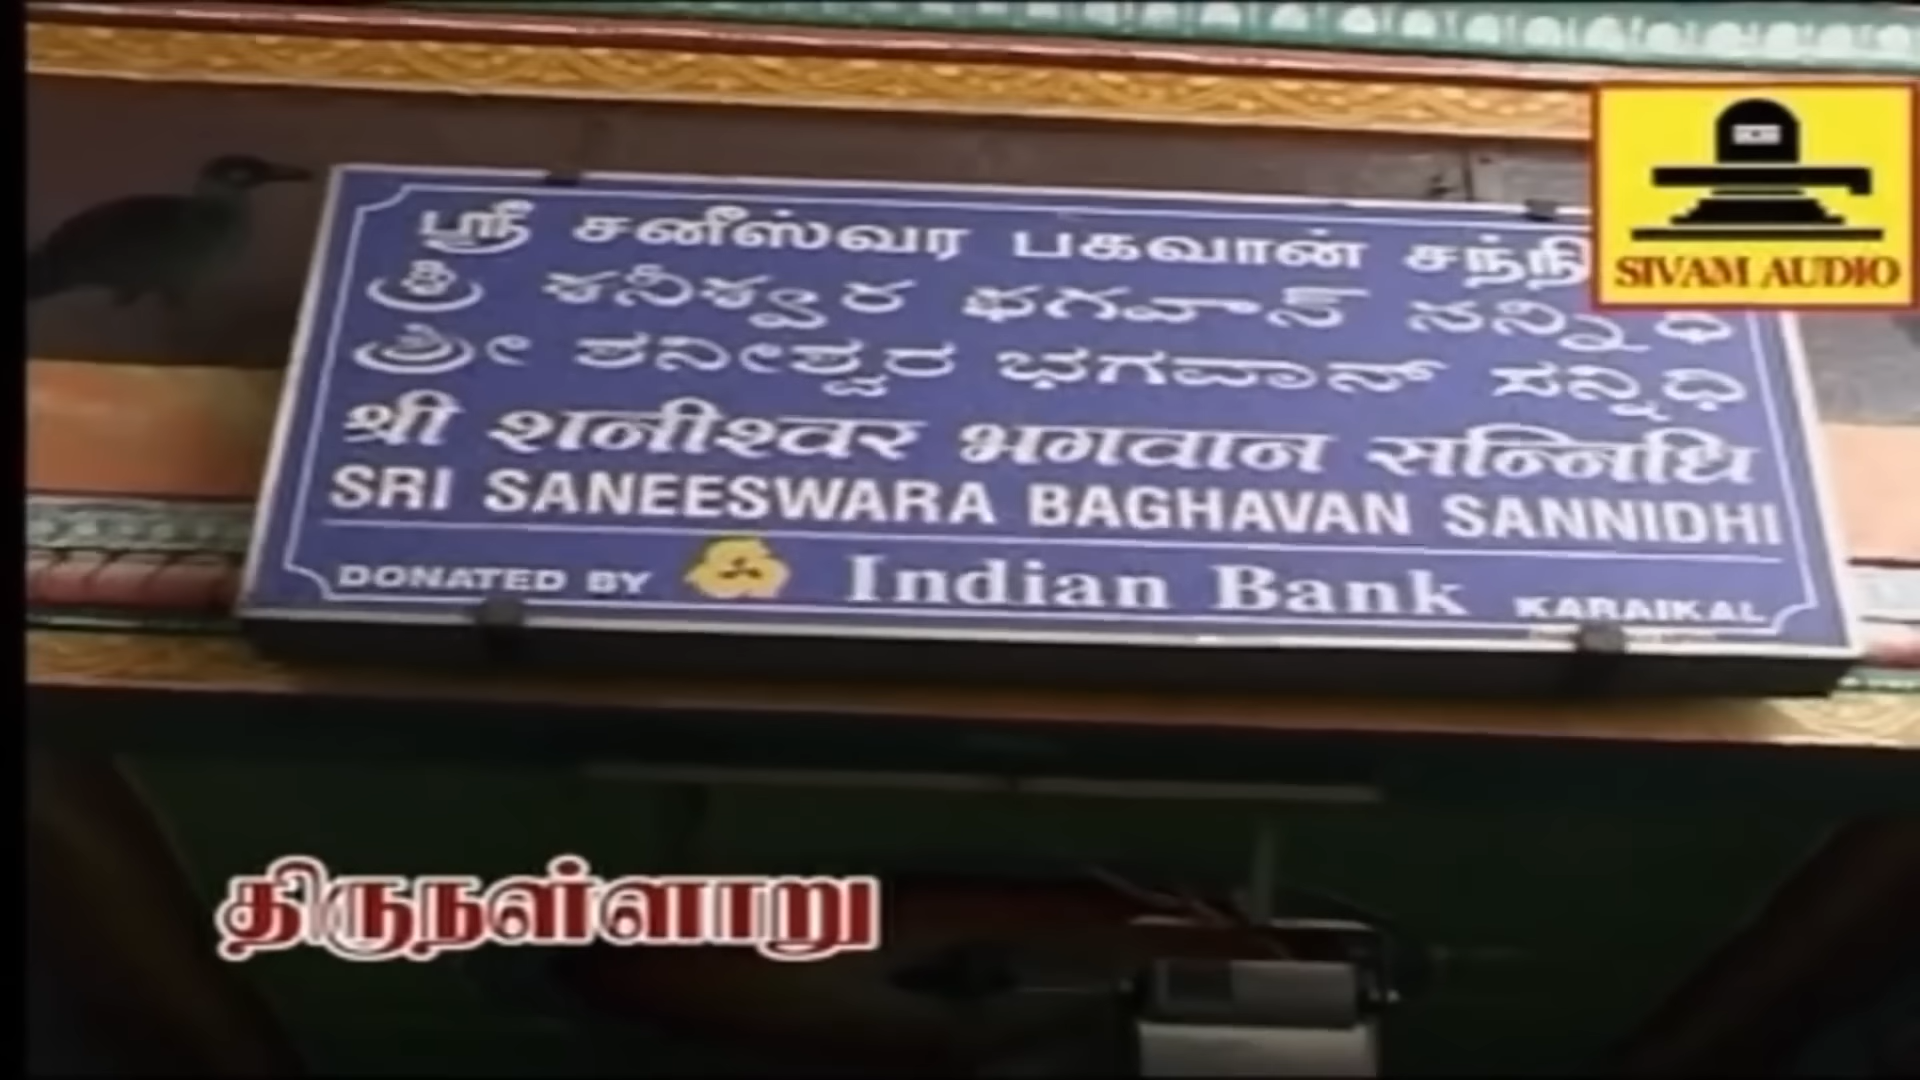 ஸ்ரீ சனீஸ்வர பகவான்
SIVAM AUDIO
శ్రీ శనీశ్వర భగవాన్ సన్నిధి
ಶ್ರೀ ಶನೀಶ್ವರ ಭಗವಾನ್ ಸನ್ನಿಧಿ
श्री शनीश्वर भगवान सन्निधि
SRI SANEESWARA BAGHAVAN SANNIDHI
DONATED BY Indian Bank KARAIKAL
திருநள்ளாறு